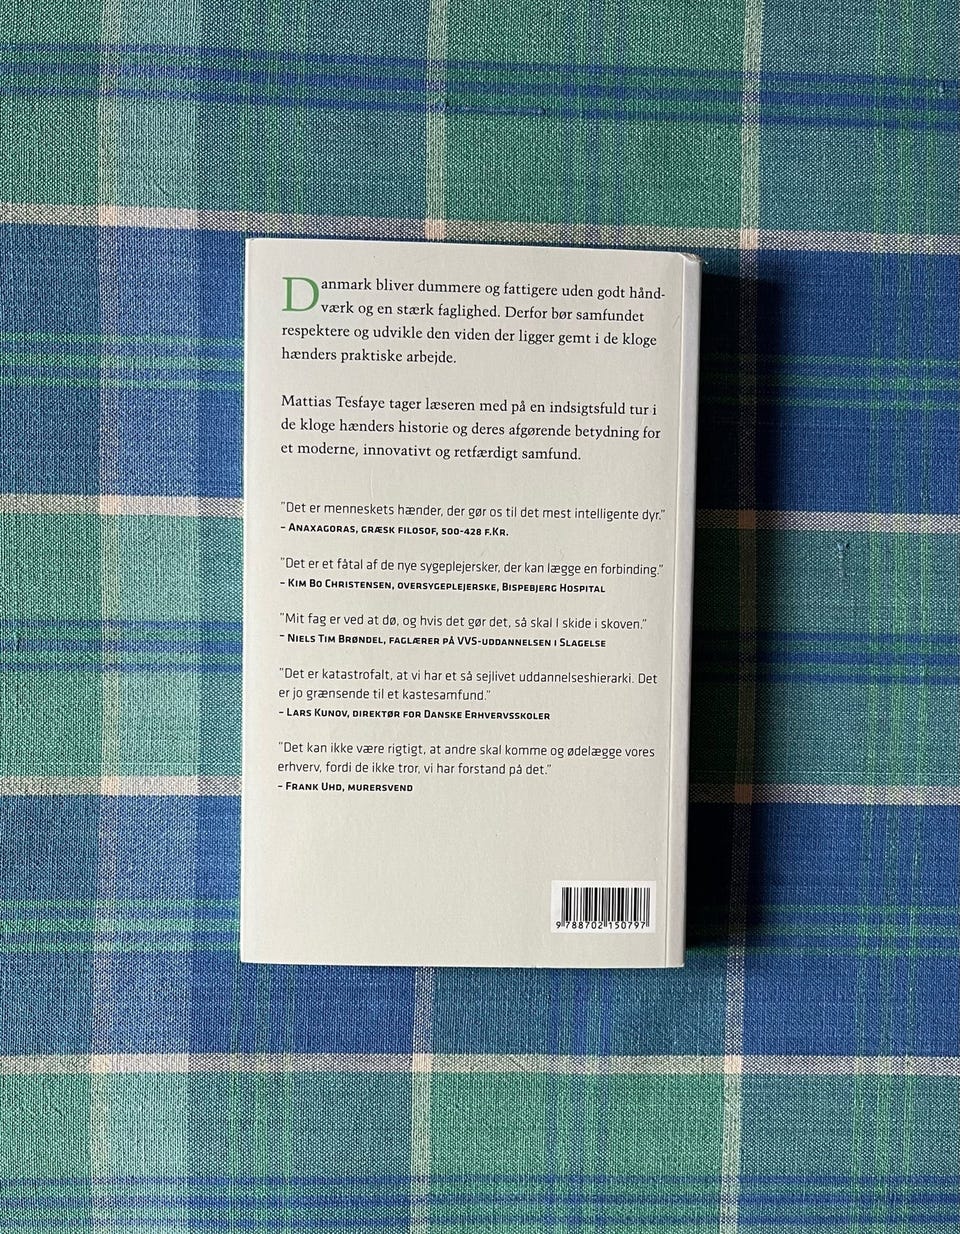 Danmark bliver dummere og fattigere uden godt hånd-
værk og en stærk faglighed. Derfor bør samfundet
respektere og udvikle den viden der ligger gemt i de kloge
hænders praktiske arbejde.
Mattias Tesfaye tager læseren med på en indsigtsfuld tur i
de kloge hænders historie og deres afgørende betydning for
et moderne, innovativt og retfærdigt samfund.
"Det er menneskets hænder, der gør os til det mest intelligente dyr."
– Anaxagoras, græsk filosof, 500-428 f.Kr.
"Det er et fåtal af de nye sygeplejersker, der kan lægge en forbinding."
– Kim Bo Christensen, oversygeplejerske, Bispebjerg Hospital
"Mit fag er ved at dø, og hvis det gør det, så skal I skide i skoven."
– Niels Tim Brøndel, faglærer på VVS-uddannelsen i Slagelse
"Det er katastrofalt, at vi har et så sejlivet uddannelseshierarki. Det
er jo grænsende til et kastesamfund."
– Lars Kunov, direktør for Danske Erhvervsskoler
"Det kan ikke være rigtigt, at andre skal komme og ødelægge vores
erhverv, fordi de ikke tror, vi har forstand på det."
– Frank Uhd, murersvend
9 788702 150797